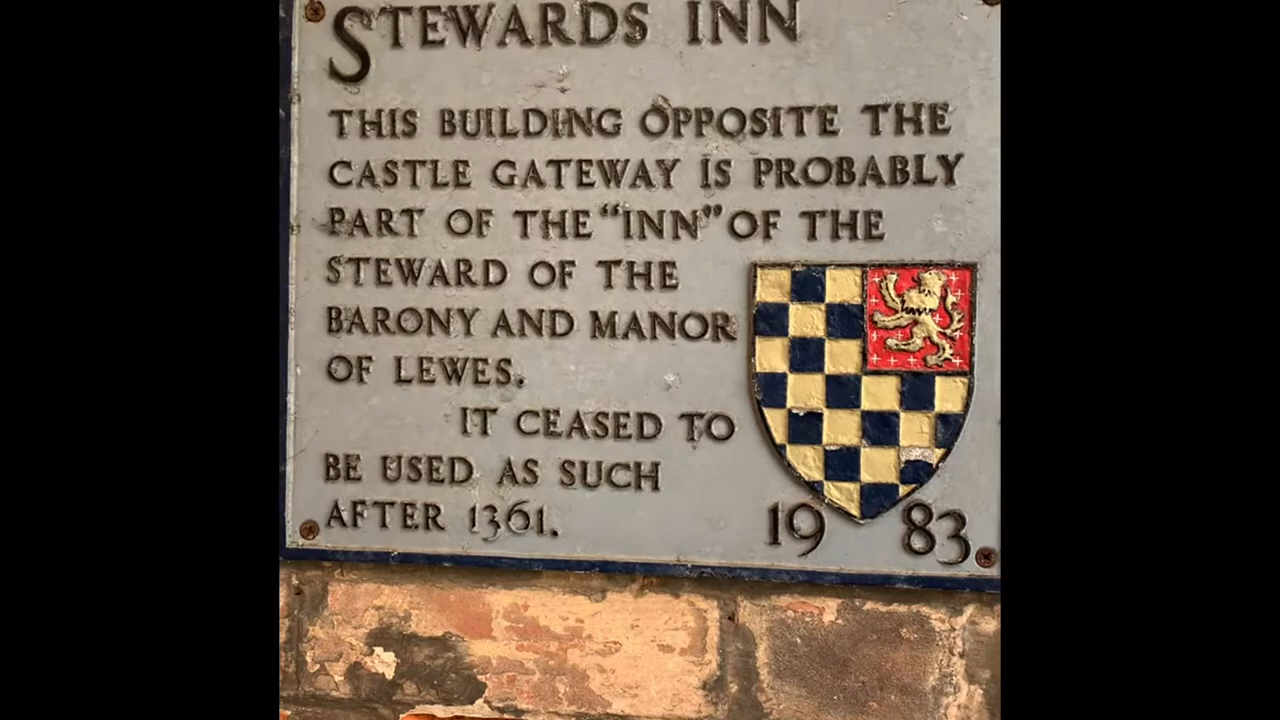 STEWARDS INN
THIS BUILDING OPPOSITE THE
CASTLE GATEWAY IS PROBABLY
PART OF THE "INN" OF THE
STEWARD OF THE
BARONY AND MANOR
OF LEWES.
IT CEASED TO
BE USED AS SUCH
AFTER 1361.
1983